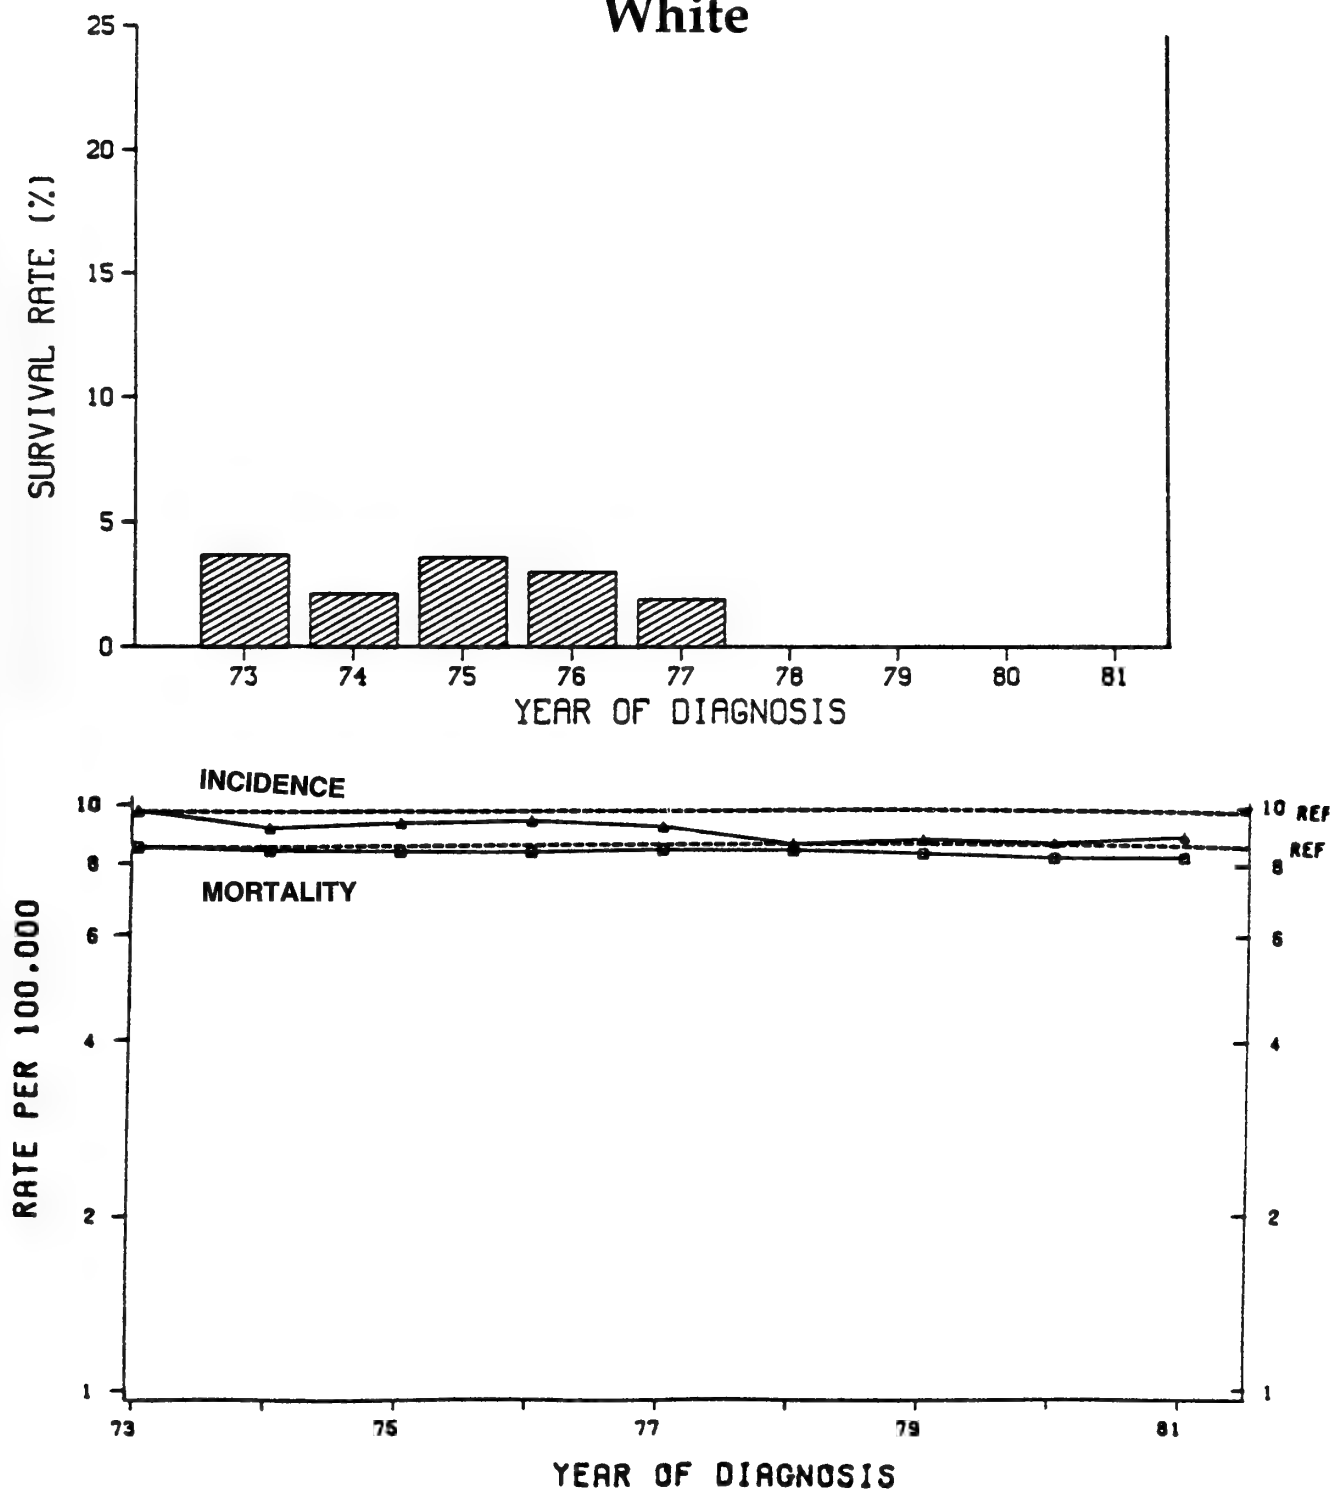 White
25
20
15
10
5
0
SURVIVAL RATE (%)
73 74 75 76 77 78 79 80 81
YEAR OF DIAGNOSIS
INCIDENCE
10 10 REF
REF
8 8
MORTALITY
6 6
4 4
2 2
1 1
RATE PER 100,000
73 75 77 79 81
YEAR OF DIAGNOSIS